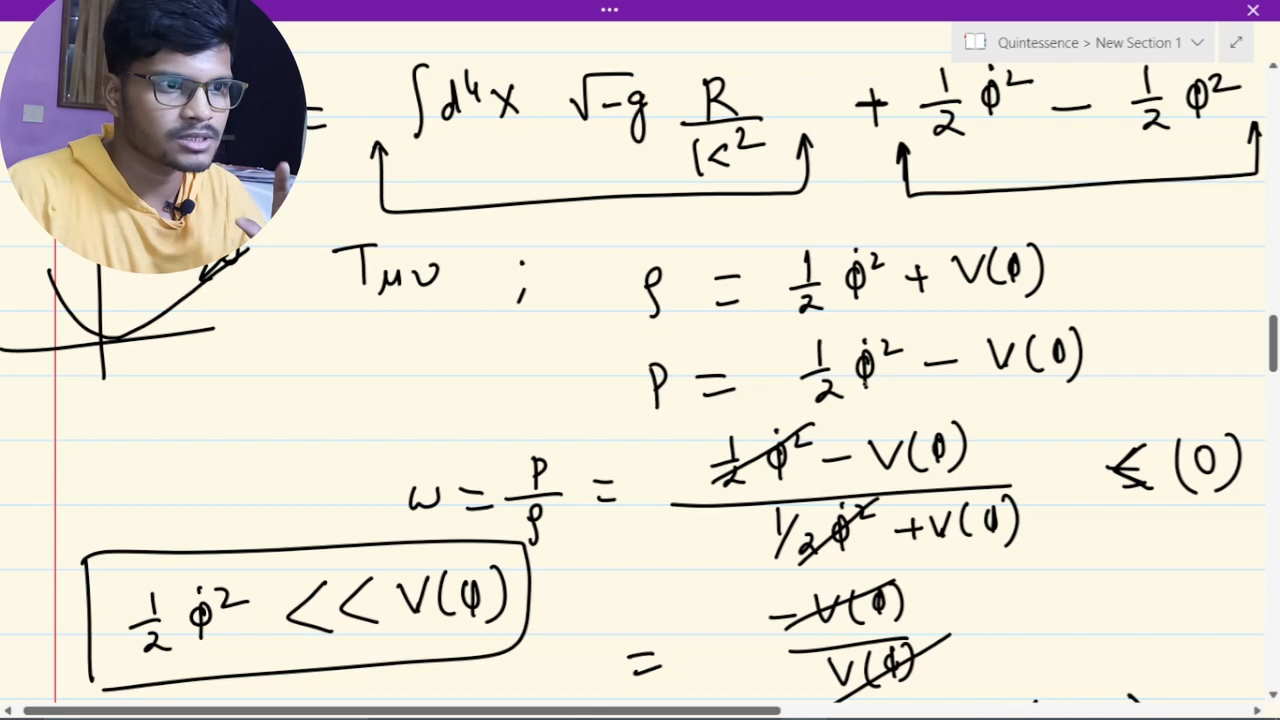 Quintessence > New Section 1
= ∫d⁴x √-g R/K² + 1/2 φ̇² − 1/2 φ²
Tμν ; ρ = 1/2 φ̇² + V(φ)
P = 1/2 φ̇² − V(φ)
ω = P/ρ = (1/2 φ̇² − V(φ))/(1/2 φ̇² + V(φ)) ≤ (0)
1/2 φ̇² << V(φ)
= −V(φ)/V(φ)